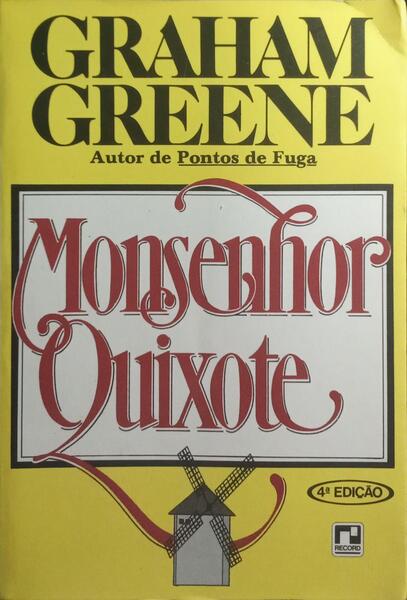 GRAHAM
GREENE
Autor de Pontos de Fuga
Monsenhor
Quixote
4ª EDIÇÃO
RECORD